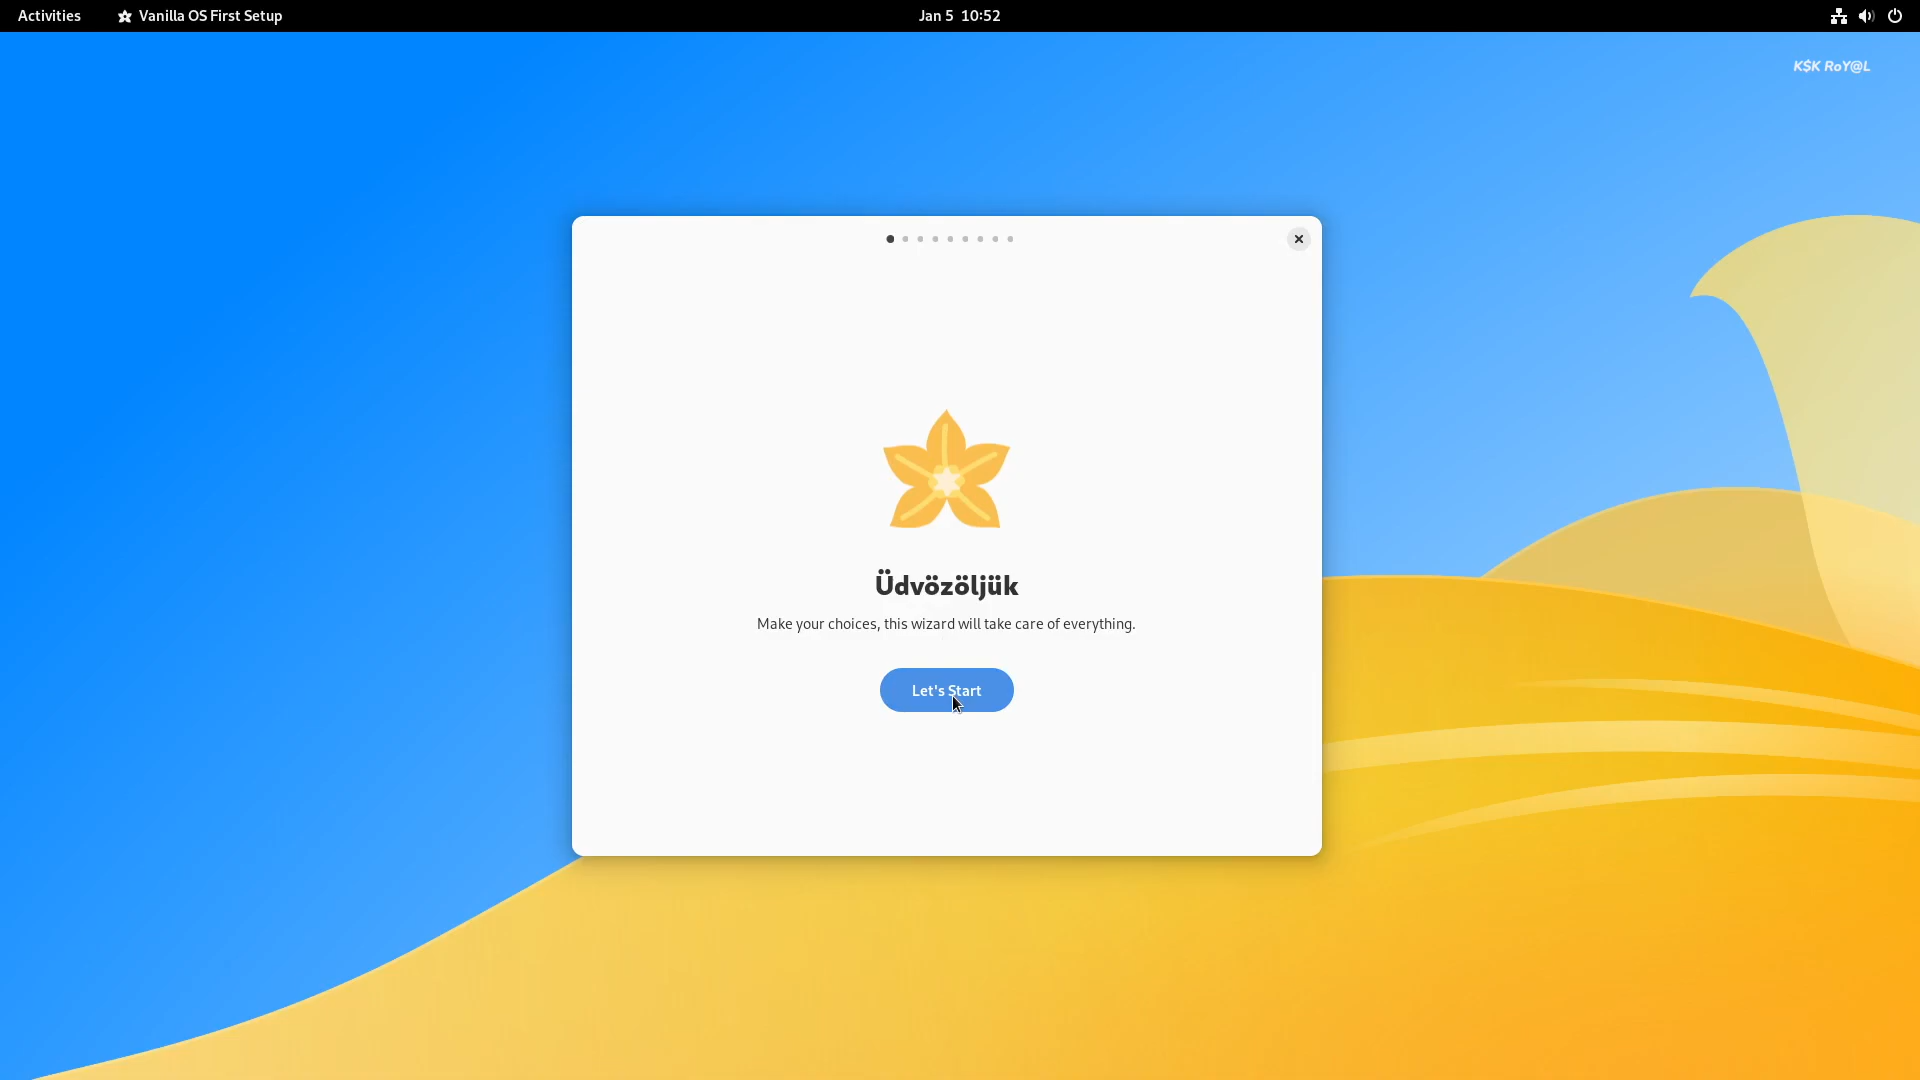 Activities
Vanilla OS First Setup
Jan 5 10:52
K$K RoY@L
Üdvözöljük
Make your choices, this wizard will take care of everything.
Let's Start